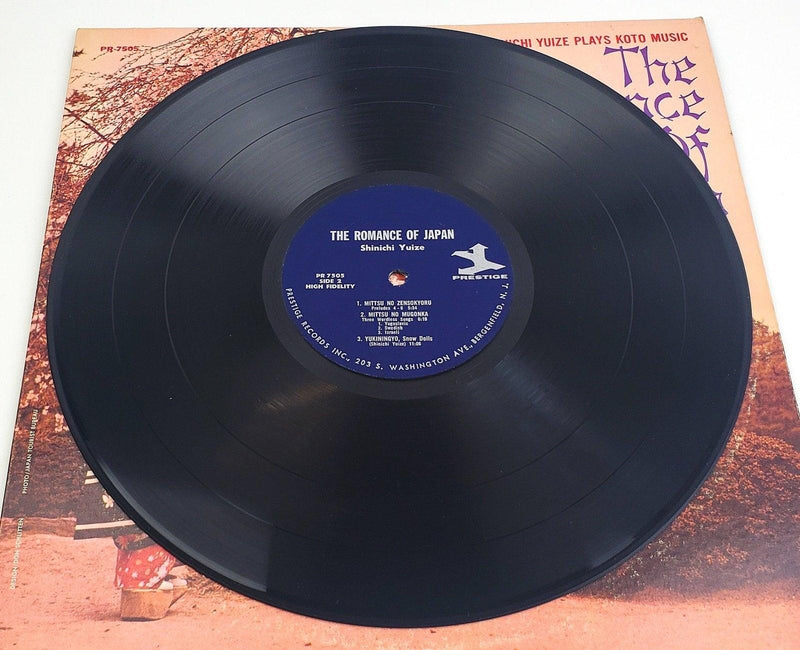 PR-7505
YUIZE PLAYS KOTO MUSIC
The
of
THE ROMANCE OF JAPAN
Shinichi Yuize
PRESTIGE
PR 7505
SIDE 2
HIGH FIDELITY
1. MITTSU NO ZENSOKYORU
Preludes 4 - 6 5:54
2. MITTSU NO MUGONKA
Three Wordless Songs 6:10
1. Yugoslavia
2. Swedish
3. Israeli
3. YUKININGYO, Snow Dolls
(Shinichi Yuize) 11:06
PRESTIGE RECORDS INC., 203 S. WASHINGTON AVE., BERGENFIELD, N. J.
PHOTO/JAPAN TOURIST BUREAU